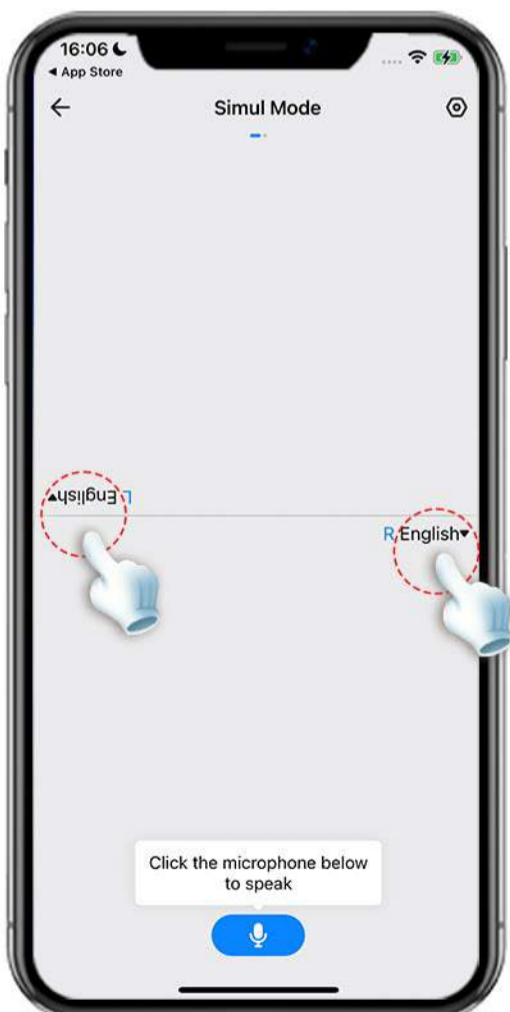 16:06
◀ App Store
Simul Mode
L English▾
R English▾
Click the microphone below
to speak